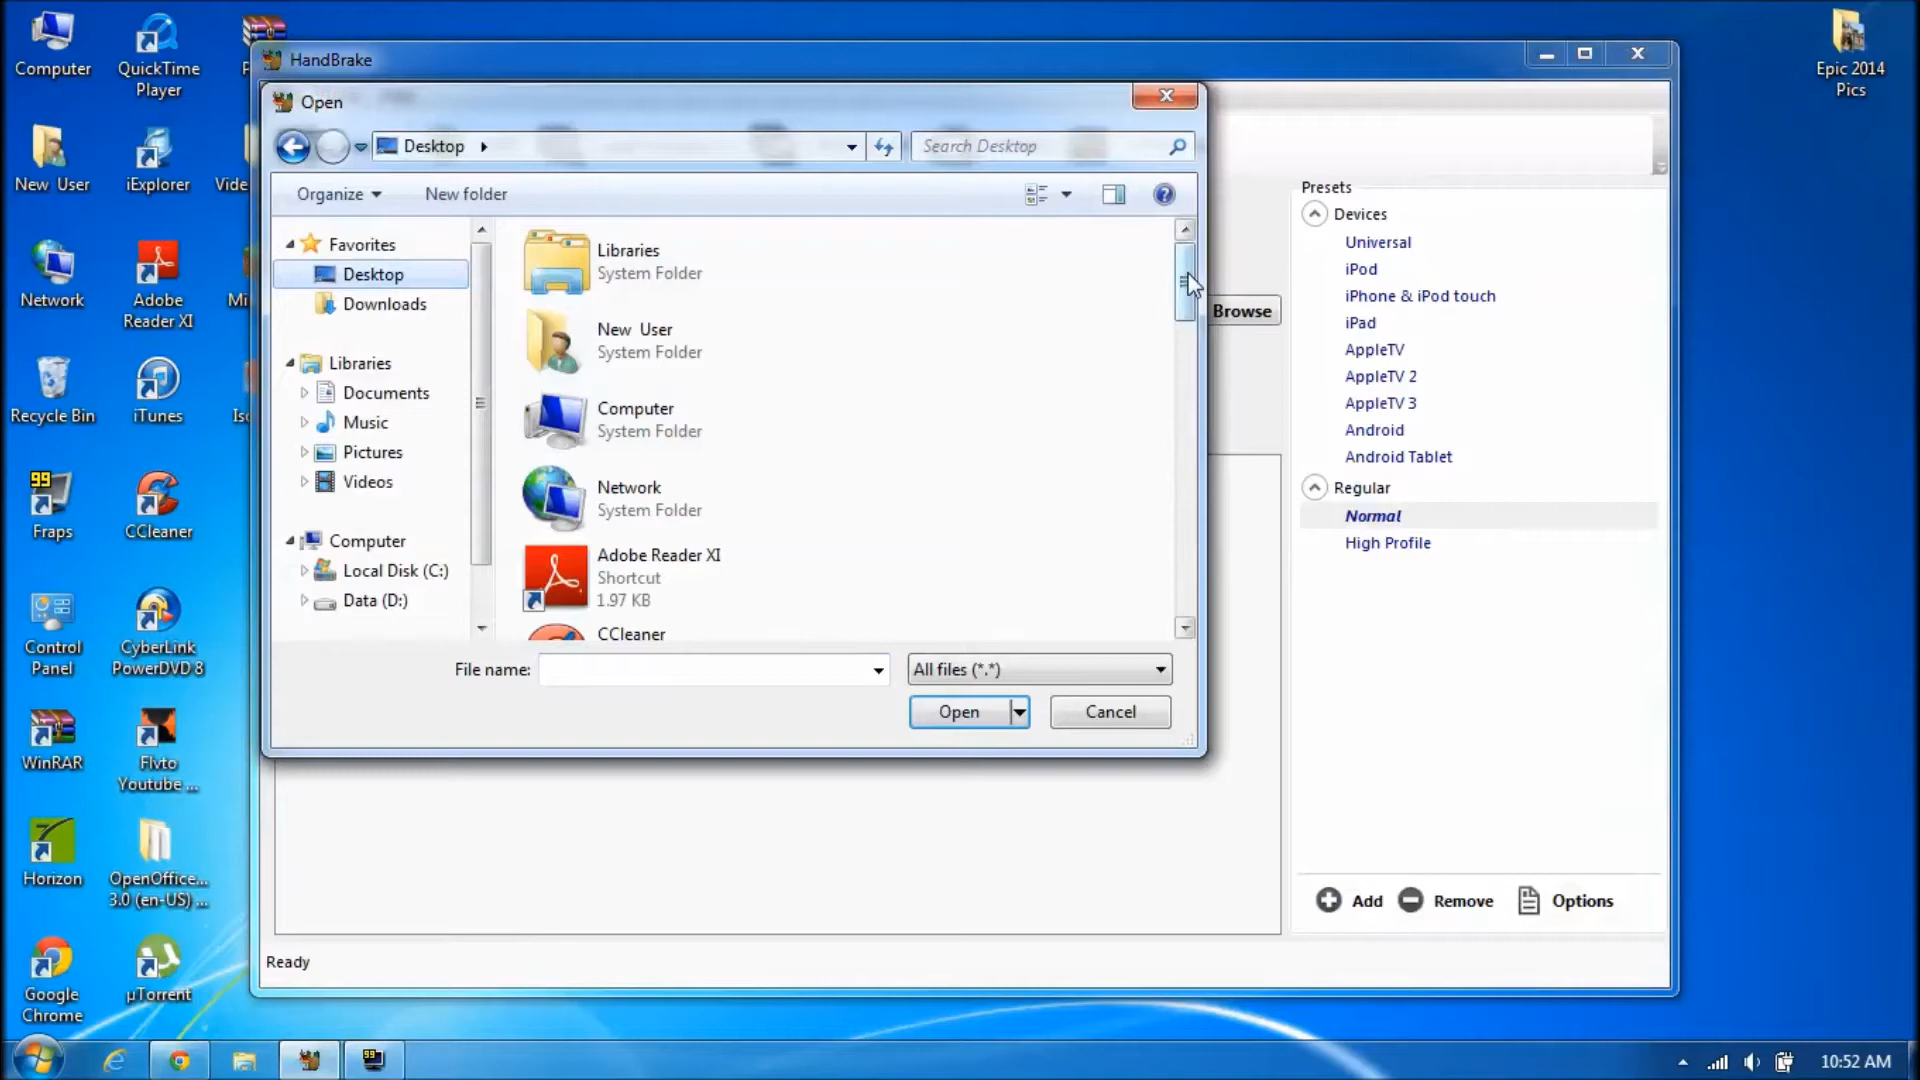 Computer
QuickTime
Player
Epic 2014
Pics
New User
iExplorer
Vide
Network
Adobe
Reader XI
Mi
Recycle Bin
iTunes
Iso
Fraps
CCleaner
Control
Panel
CyberLink
PowerDVD 8
WinRAR
Flvto
Youtube ...
Horizon
OpenOffice...
3.0 (en-US) ...
Google
Chrome
µTorrent
HandBrake
Open
Desktop
Search Desktop
Organize
New folder
Favorites
Desktop
Downloads
Libraries
Documents
Music
Pictures
Videos
Computer
Local Disk (C:)
Data (D:)
Libraries
System Folder
New User
System Folder
Computer
System Folder
Network
System Folder
Adobe Reader XI
Shortcut
1.97 KB
CCleaner
File name:
All files (*.*)
Open
Cancel
Browse
Presets
Devices
Universal
iPod
iPhone & iPod touch
iPad
AppleTV
AppleTV 2
AppleTV 3
Android
Android Tablet
Regular
Normal
High Profile
Add
Remove
Options
Ready
10:52 AM